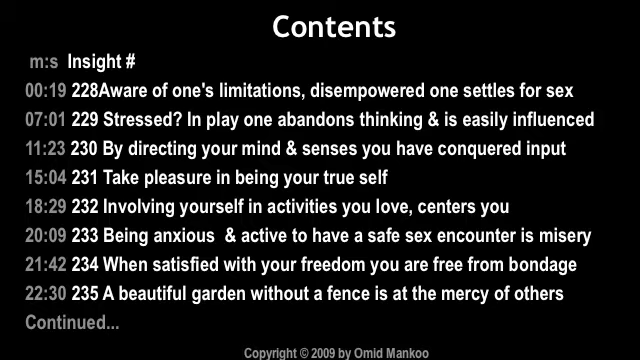 Contents
m:s Insight #
00:19 228Aware of one's limitations, disempowered one settles for sex
07:01 229 Stressed? In play one abandons thinking & is easily influenced
11:23 230 By directing your mind & senses you have conquered input
15:04 231 Take pleasure in being your true self
18:29 232 Involving yourself in activities you love, centers you
20:09 233 Being anxious & active to have a safe sex encounter is misery
21:42 234 When satisfied with your freedom you are free from bondage
22:30 235 A beautiful garden without a fence is at the mercy of others
Continued...
Copyright © 2009 by Omid Mankoo